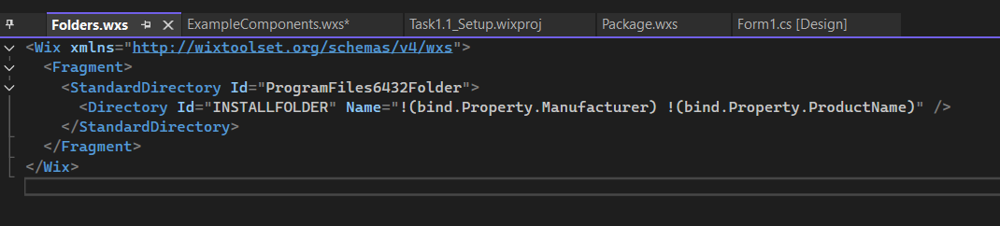 Folders.wxs ExampleComponents.wxs* Task1.1_Setup.wixproj Package.wxs Form1.cs [Design]
<Wix xmlns="http://wixtoolset.org/schemas/v4/wxs">
<Fragment>
<StandardDirectory Id="ProgramFiles6432Folder">
<Directory Id="INSTALLFOLDER" Name="!(bind.Property.Manufacturer) !(bind.Property.ProductName)" />
</StandardDirectory>
</Fragment>
</Wix>